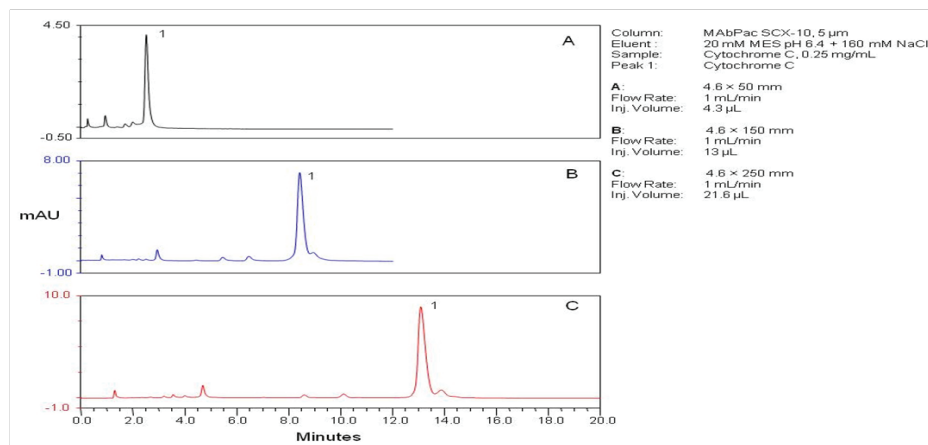 4.50
1
A
-0.50
8.00
1
B
mAU
-1.00
10.0
1
C
-1.0
0.0 2.0 4.0 6.0 8.0 10.0 12.0 14.0 16.0 18.0 20.0
Minutes
Column: MAbPac SCX-10, 5 µm
Eluent : 20 mM MES pH 6.4 + 160 mM NaCl
Sample: Cytochrome C, 0.25 mg/mL
Peak 1: Cytochrome C
A: 4.6 × 50 mm
Flow Rate: 1 mL/min
Inj. Volume: 4.3 µL
B: 4.6 × 150 mm
Flow Rate: 1 mL/min
Inj. Volume: 13 µL
C: 4.6 × 250 mm
Flow Rate: 1 mL/min
Inj. Volume: 21.6 µL